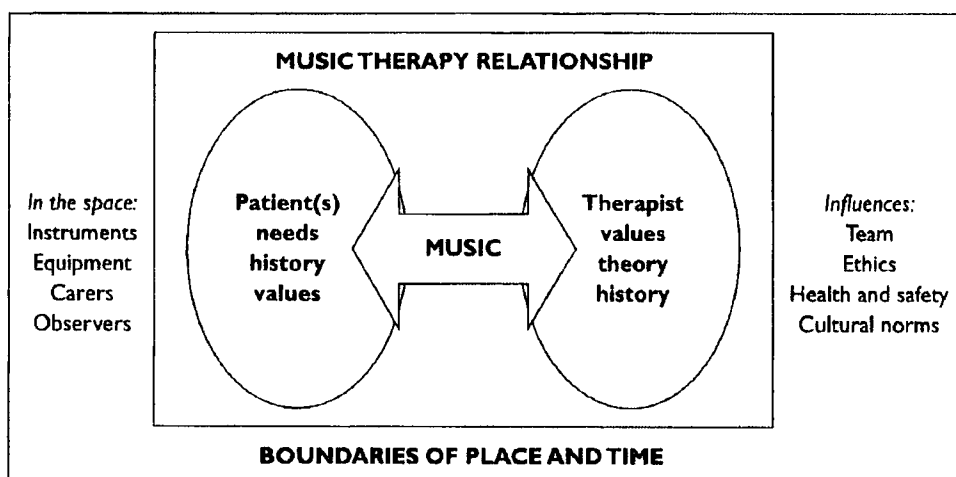 MUSIC THERAPY RELATIONSHIP
In the space:
Instruments
Equipment
Carers
Observers
Patient(s)
needs
history
values
MUSIC
Therapist
values
theory
history
Influences:
Team
Ethics
Health and safety
Cultural norms
BOUNDARIES OF PLACE AND TIME